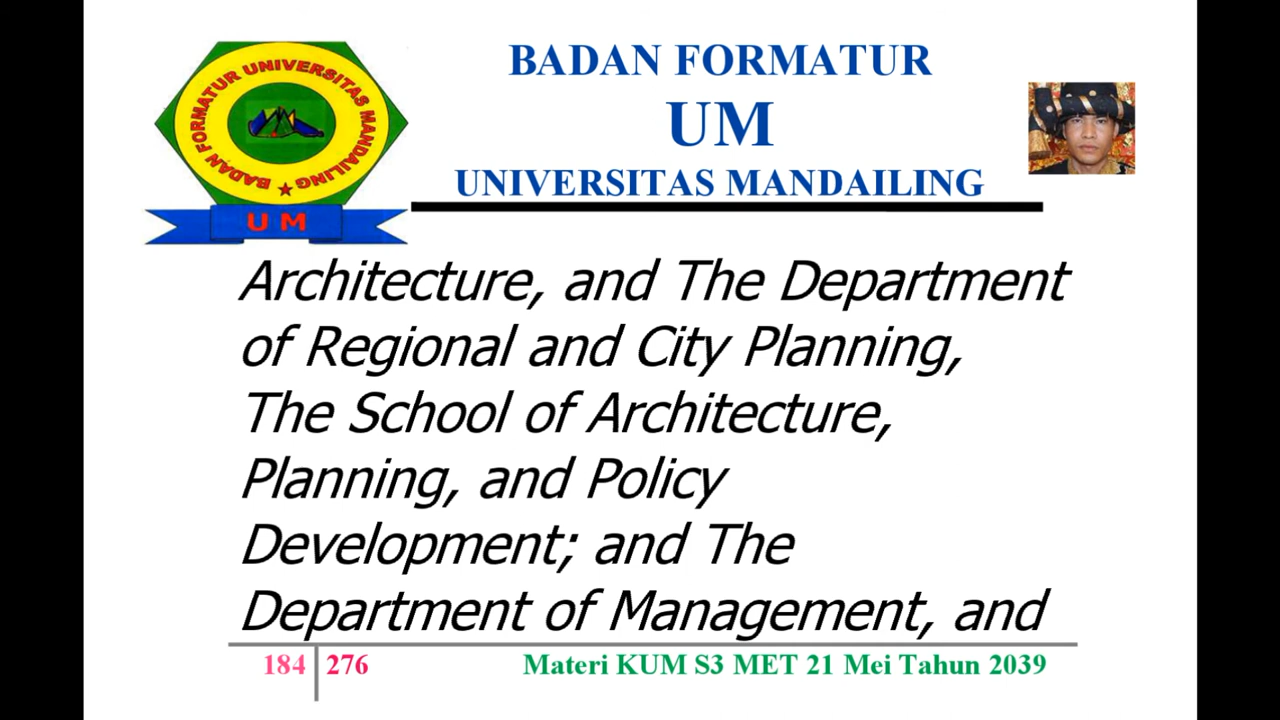 BADAN FORMATUR UNIVERSITAS MANDAILING
U M
BADAN FORMATUR
UM
UNIVERSITAS MANDAILING
Architecture, and The Department
of Regional and City Planning,
The School of Architecture,
Planning, and Policy
Development; and The
Department of Management, and
184 276 Materi KUM S3 MET 21 Mei Tahun 2039